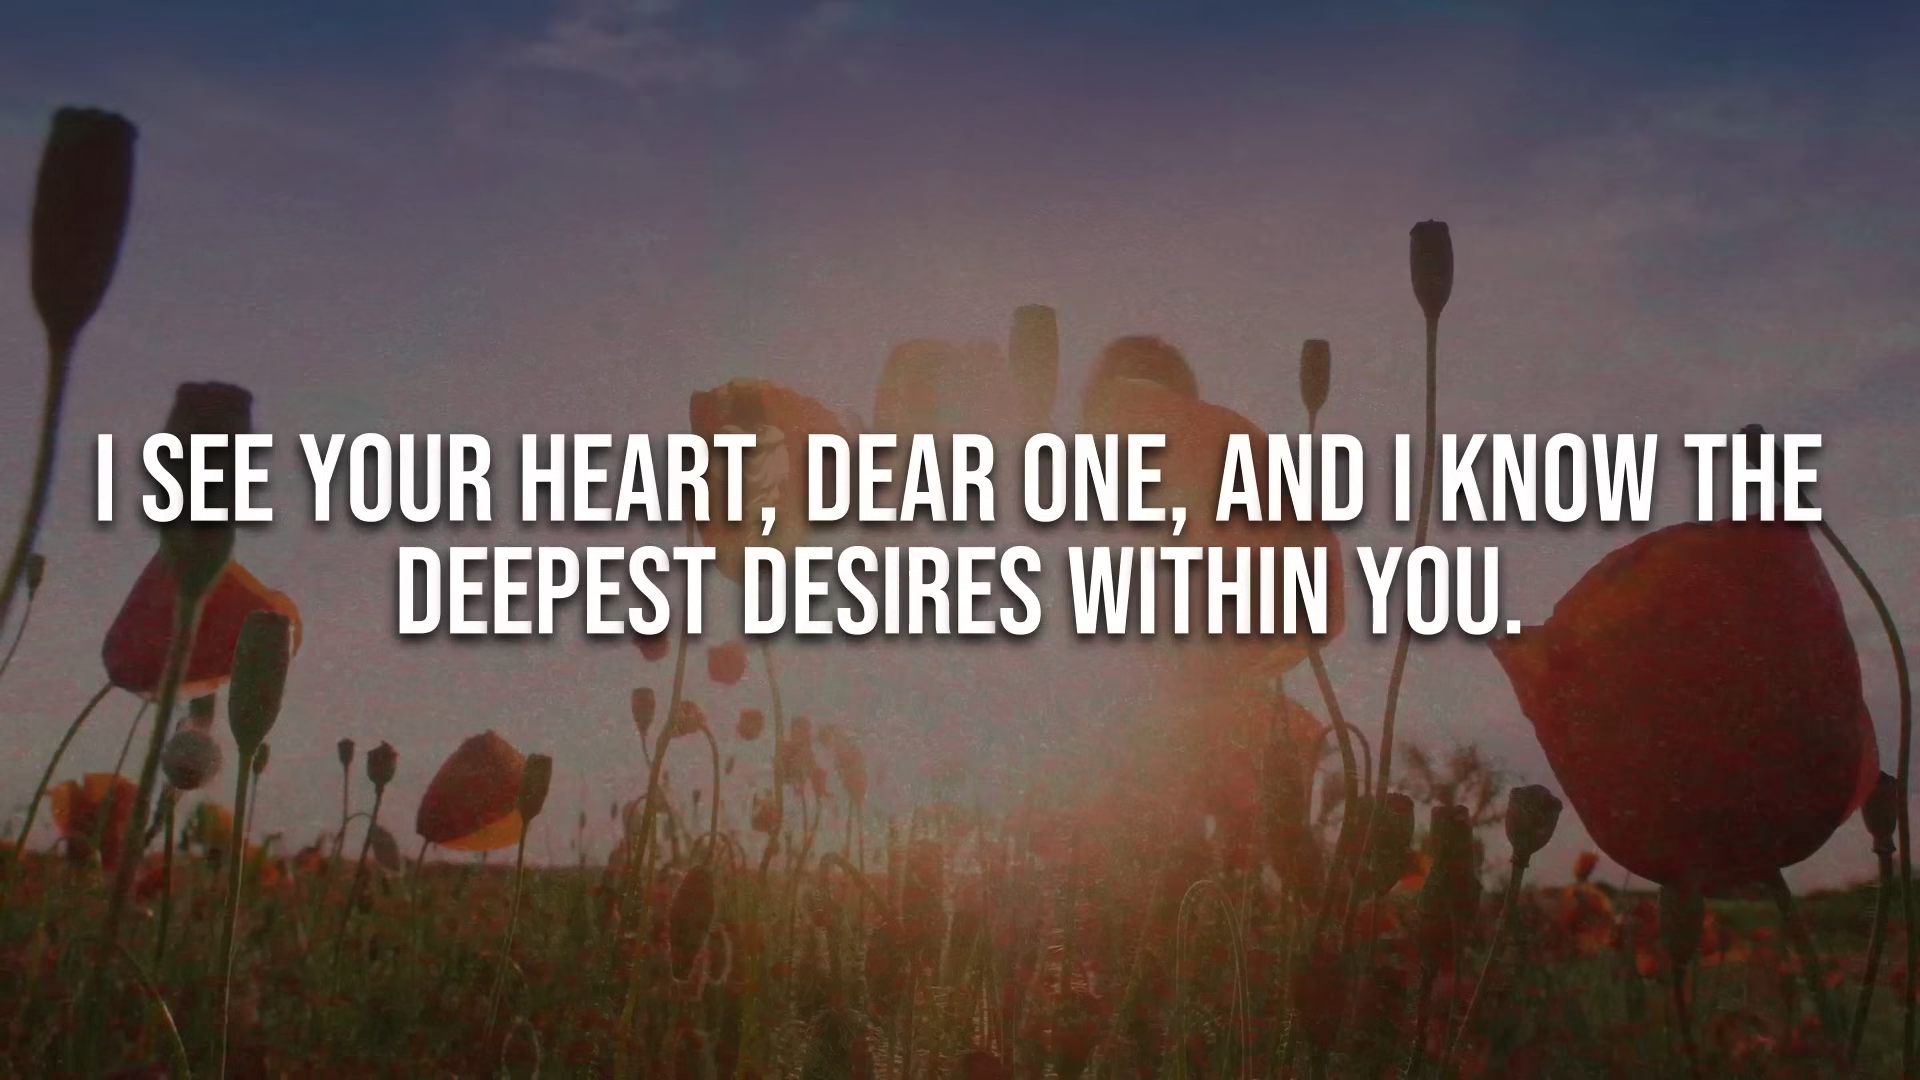 I SEE YOUR HEART, DEAR ONE, AND I KNOW THE
DEEPEST DESIRES WITHIN YOU.